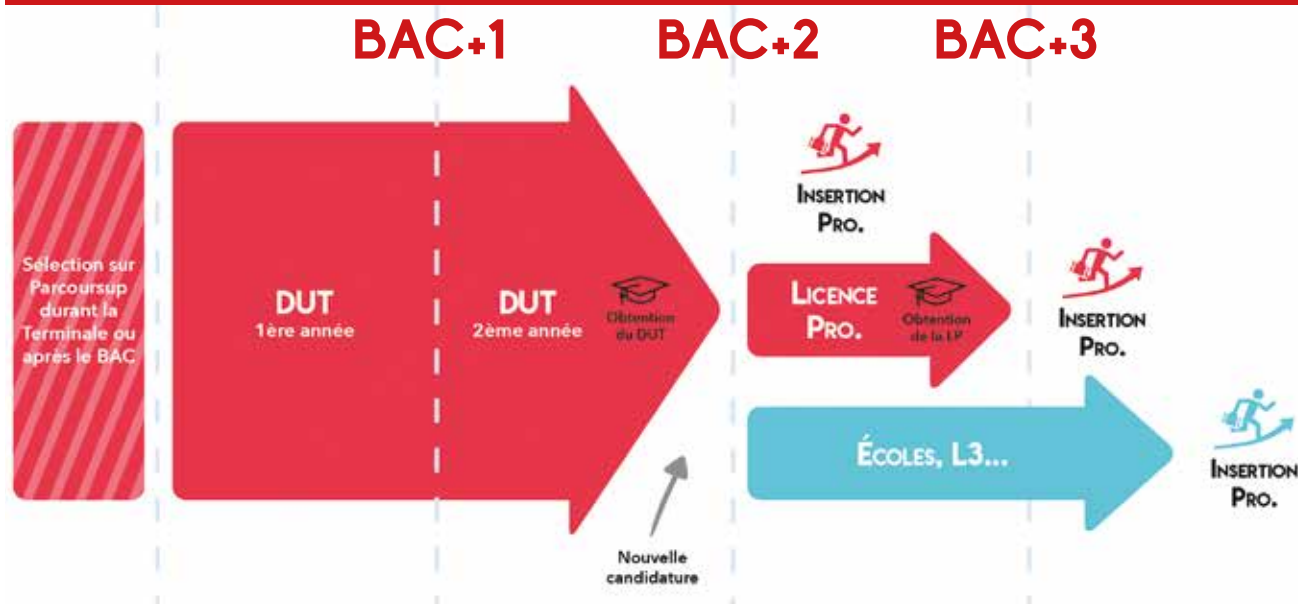 BAC+1
BAC+2
BAC+3
Sélection sur
Parcoursup
durant la
Terminale ou
après le BAC
DUT
1ère année
DUT
2ème année
Obtention
du DUT
Nouvelle
candidature
INSERTION
PRO.
LICENCE
PRO.
Obtention
de la LP
INSERTION
PRO.
ÉCOLES, L3...
INSERTION
PRO.